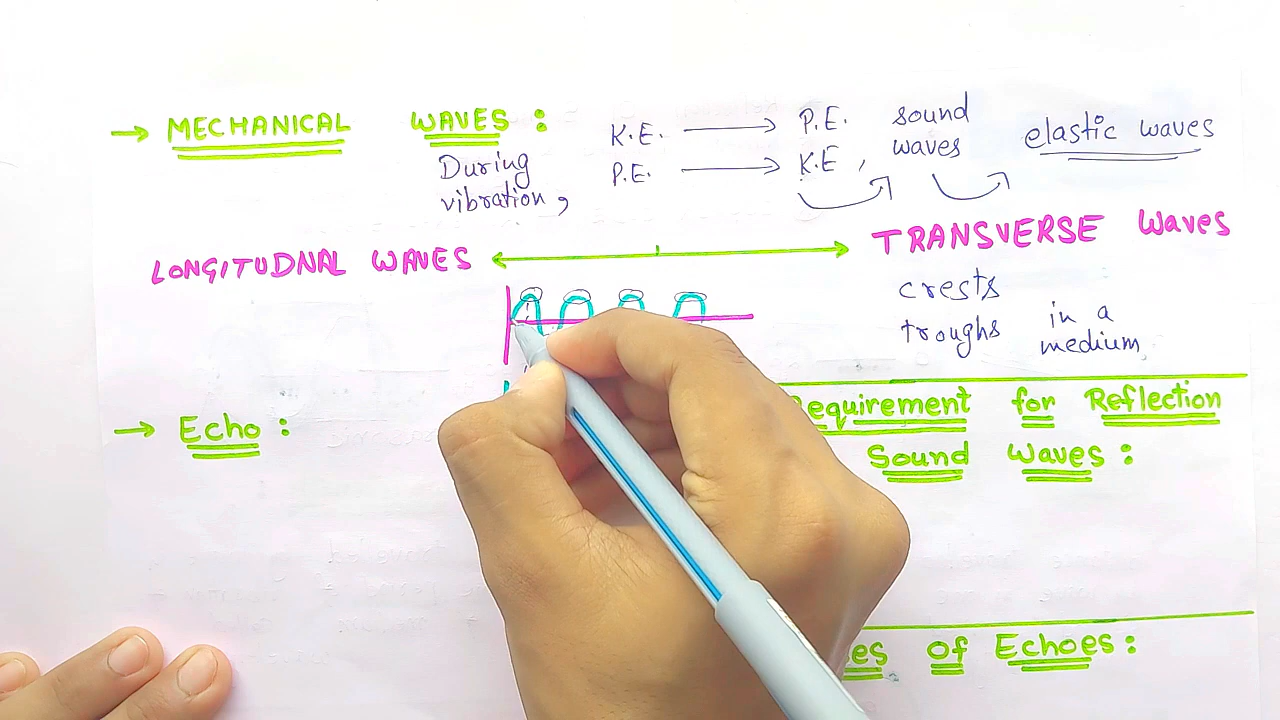 → MECHANICAL WAVES :
During vibration,
K.E. → P.E.
P.E. → K.E ,
sound waves
elastic waves
LONGITUDNAL WAVES
TRANSVERSE Waves
crests
troughs
in a medium
→ Echo :
Requirement for Reflection
Sound Waves :
of Echoes :